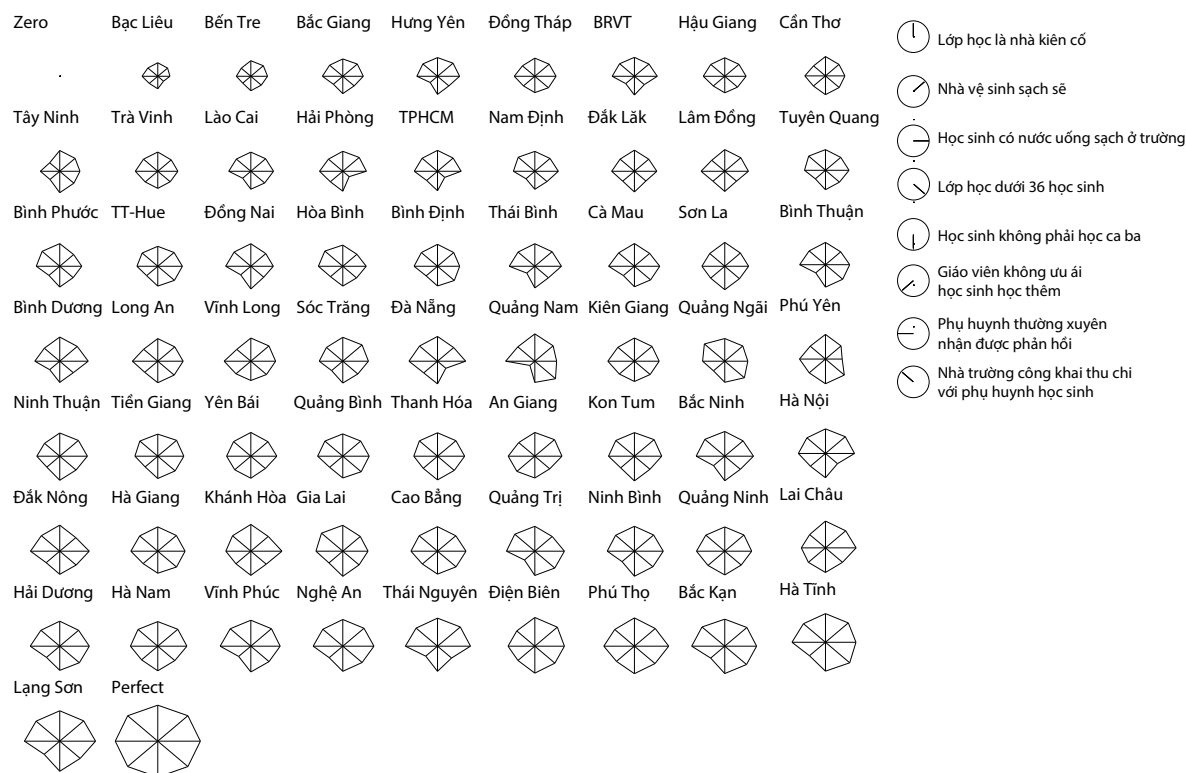 Zero Bạc Liêu Bến Tre Bắc Giang Hưng Yên Đồng Tháp BRVT Hậu Giang Cần Thơ
Tây Ninh Trà Vinh Lào Cai Hải Phòng TPHCM Nam Định Đắk Lăk Lâm Đồng Tuyên Quang
Bình Phước TT-Hue Đồng Nai Hòa Bình Bình Định Thái Bình Cà Mau Sơn La Bình Thuận
Bình Dương Long An Vĩnh Long Sóc Trăng Đà Nẵng Quảng Nam Kiên Giang Quảng Ngãi Phú Yên
Ninh Thuận Tiền Giang Yên Bái Quảng Bình Thanh Hóa An Giang Kon Tum Bắc Ninh Hà Nội
Đắk Nông Hà Giang Khánh Hòa Gia Lai Cao Bẳng Quảng Trị Ninh Bình Quảng Ninh Lai Châu
Hải Dương Hà Nam Vĩnh Phúc Nghệ An Thái Nguyên Điện Biên Phú Thọ Bắc Kạn Hà Tĩnh
Lạng Sơn Perfect
Lớp học là nhà kiên cố
Nhà vệ sinh sạch sẽ
Học sinh có nước uống sạch ở trường
Lớp học dưới 36 học sinh
Học sinh không phải học ca ba
Giáo viên không ưu ái
học sinh học thêm
Phụ huynh thường xuyên
nhận được phản hồi
Nhà trường công khai thu chi
với phụ huynh học sinh